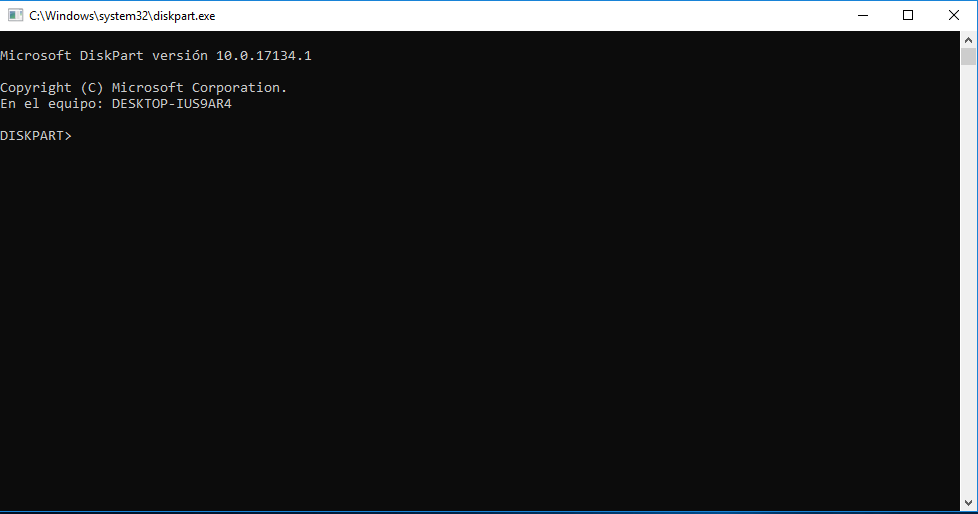 C:\Windows\system32\diskpart.exe
Microsoft DiskPart versión 10.0.17134.1
Copyright (C) Microsoft Corporation.
En el equipo: DESKTOP-IUS9AR4
DISKPART>